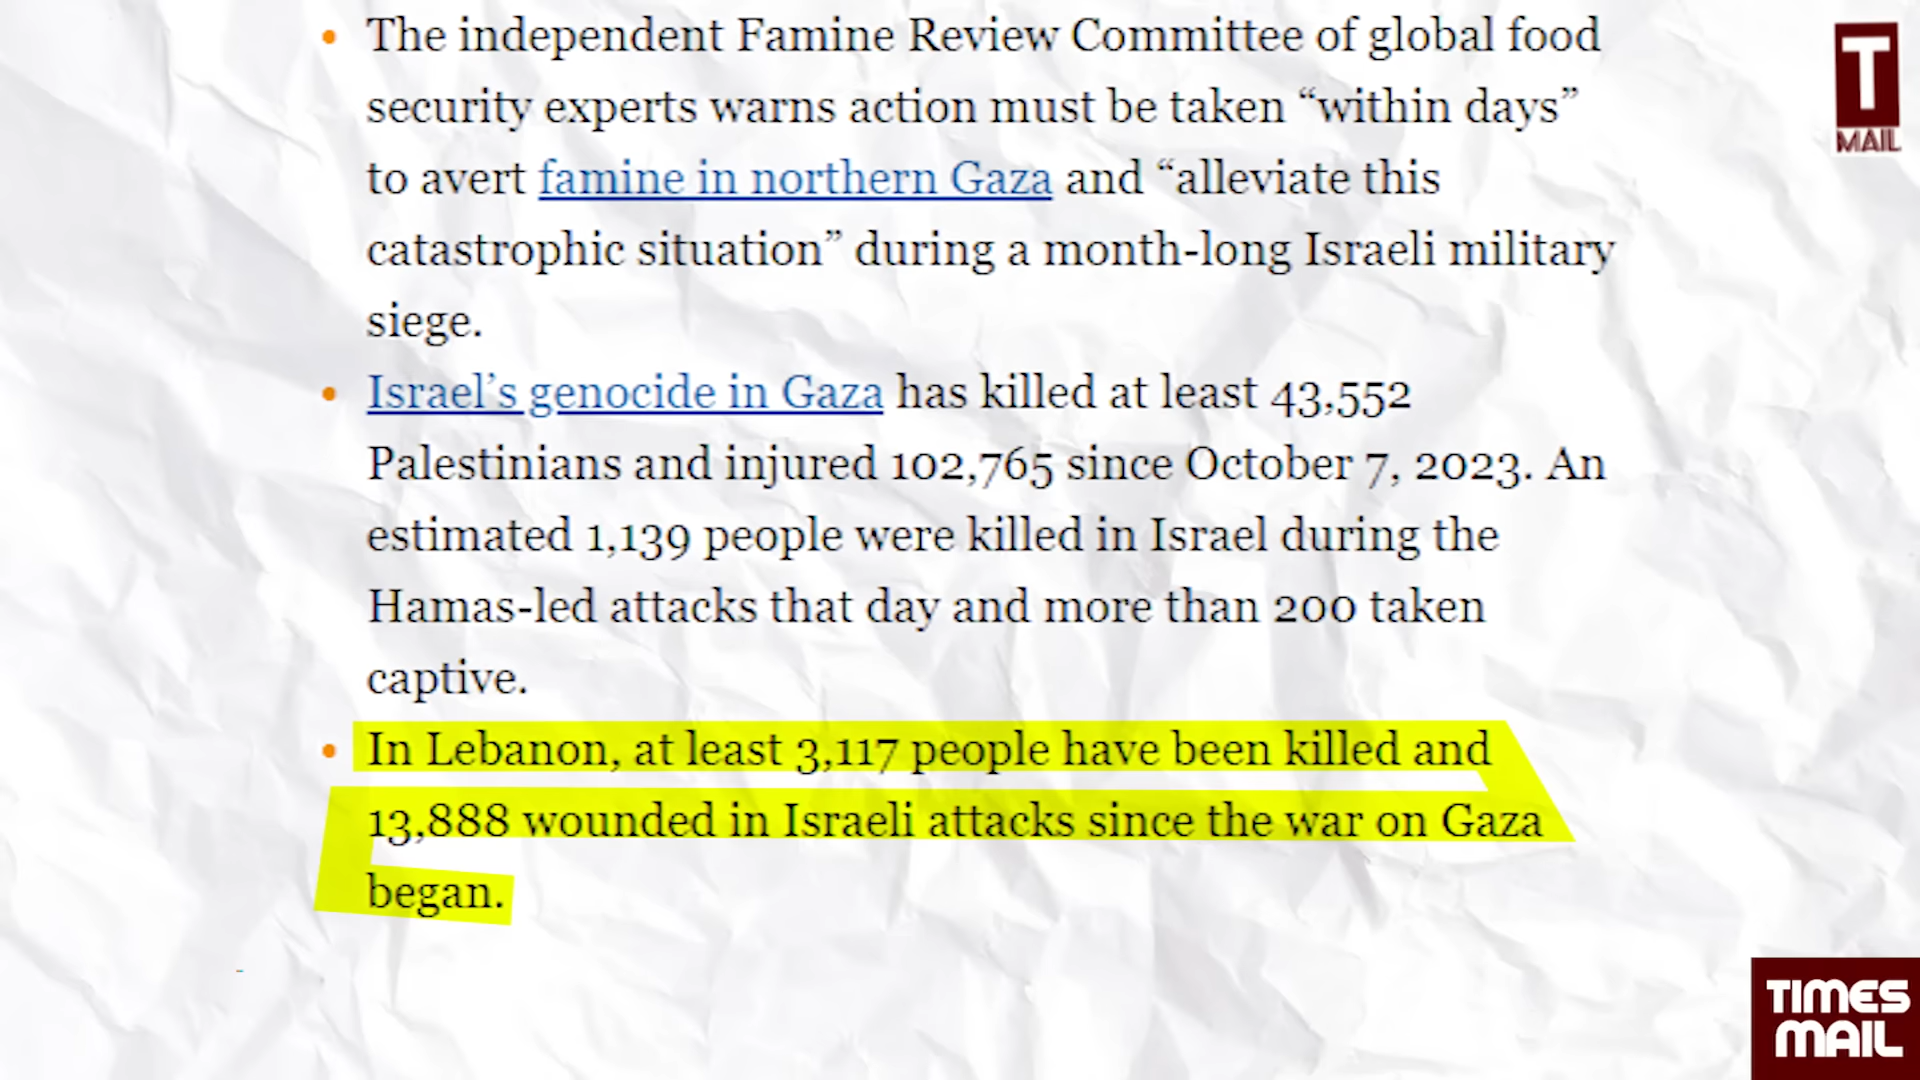 The independent Famine Review Committee of global food
security experts warns action must be taken “within days”
to avert famine in northern Gaza and “alleviate this
catastrophic situation” during a month-long Israeli military
siege.
Israel’s genocide in Gaza has killed at least 43,552
Palestinians and injured 102,765 since October 7, 2023. An
estimated 1,139 people were killed in Israel during the
Hamas-led attacks that day and more than 200 taken
captive.
In Lebanon, at least 3,117 people have been killed and
13,888 wounded in Israeli attacks since the war on Gaza
began.
T
MAIL
TIMES
MAIL